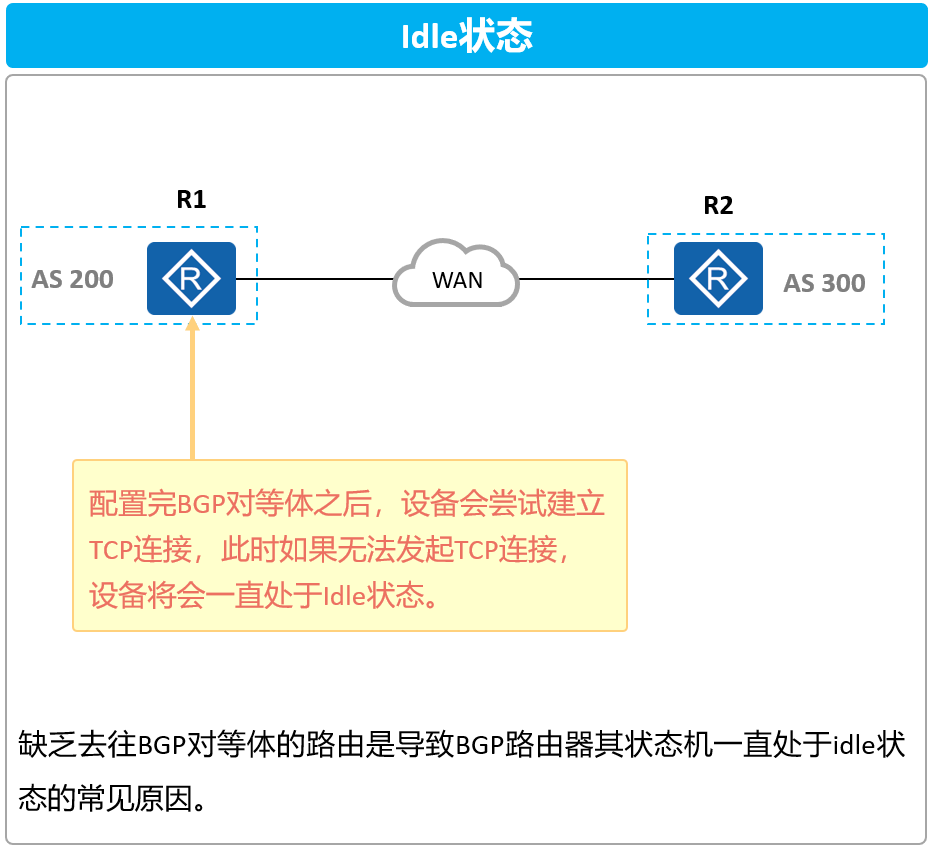 Idle状态
R1
R2
AS 200
R
WAN
R
AS 300
配置完BGP对等体之后，设备会尝试建立
TCP连接，此时如果无法发起TCP连接，
设备将会一直处于Idle状态。
缺乏去往BGP对等体的路由是导致BGP路由器其状态机一直处于idle状
态的常见原因。